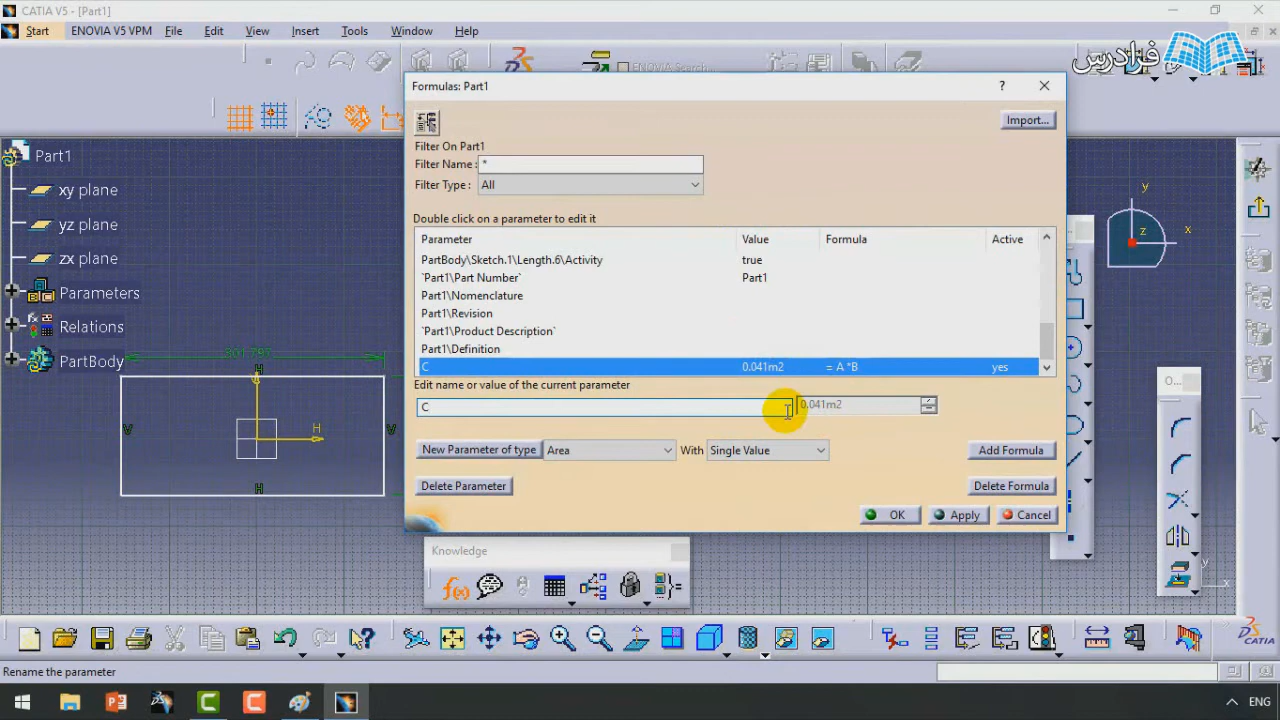 CATIA V5 - [Part1]
Start ENOVIA V5 VPM File Edit View Insert Tools Window Help
فرادرس
ENOVIA Search...
Formulas: Part1
Import...
Filter On Part1
Filter Name : *
Filter Type : All
Double click on a parameter to edit it
Parameter Value Formula Active
PartBody\Sketch.1\Length.6\Activity true
`Part1\Part Number` Part1
Part1\Nomenclature
Part1\Revision
`Part1\Product Description`
Part1\Definition
C 0.041m2 = A *B yes
Edit name or value of the current parameter
C 0.041m2
New Parameter of type Area With Single Value Add Formula
Delete Parameter Delete Formula
OK Apply Cancel
Part1
xy plane
yz plane
zx plane
Parameters
Relations
PartBody
H
V H V
H
y
x
z
O...
Knowledge
f(x)
y
x
CATIA
Rename the parameter
ENG